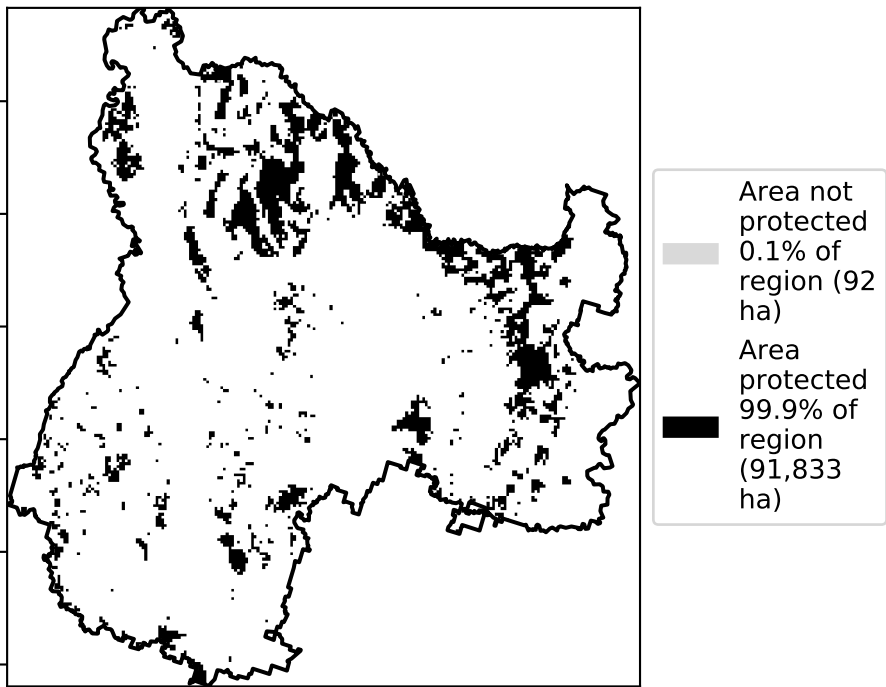 Area not
protected
0.1% of
region (92
ha)
Area
protected
99.9% of
region
(91,833
ha)